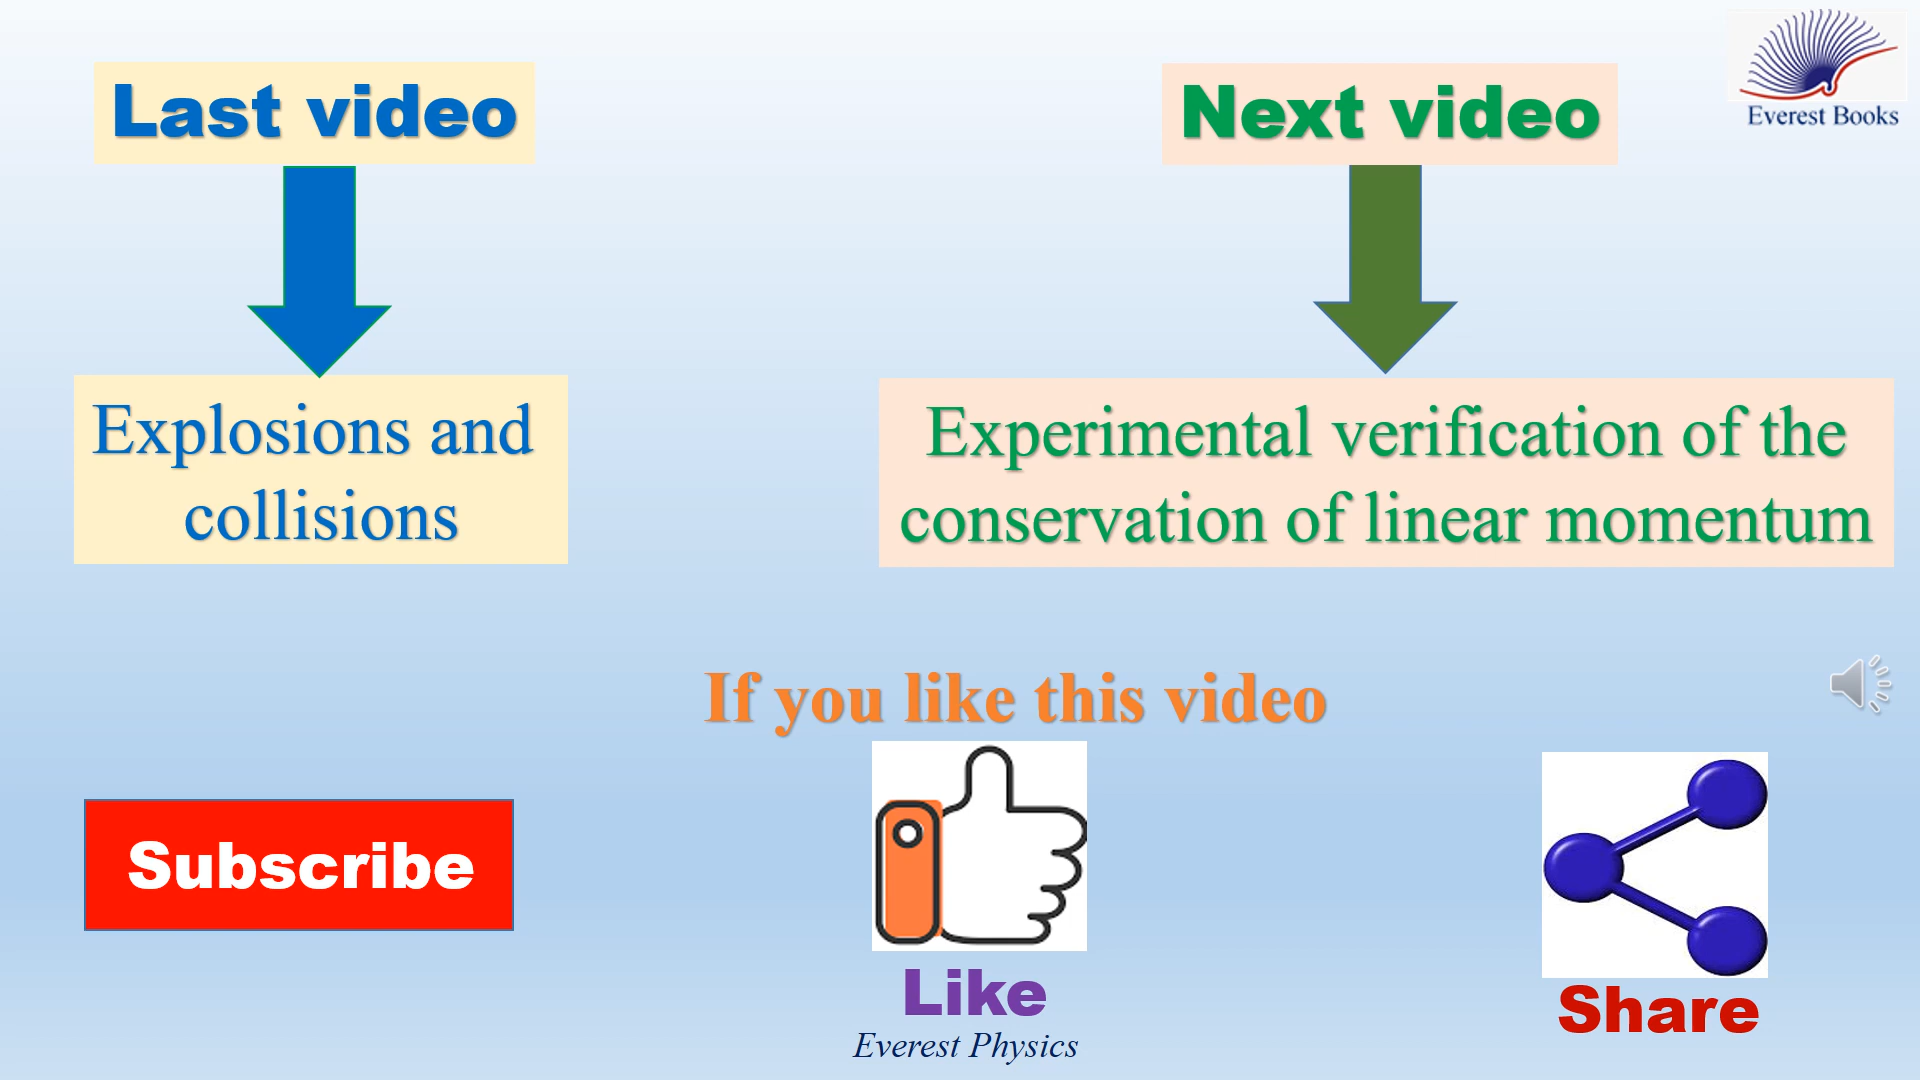 Last video
Next video
Everest Books
Explosions and
collisions
Experimental verification of the
conservation of linear momentum
If you like this video
Subscribe
Like
Share
Everest Physics